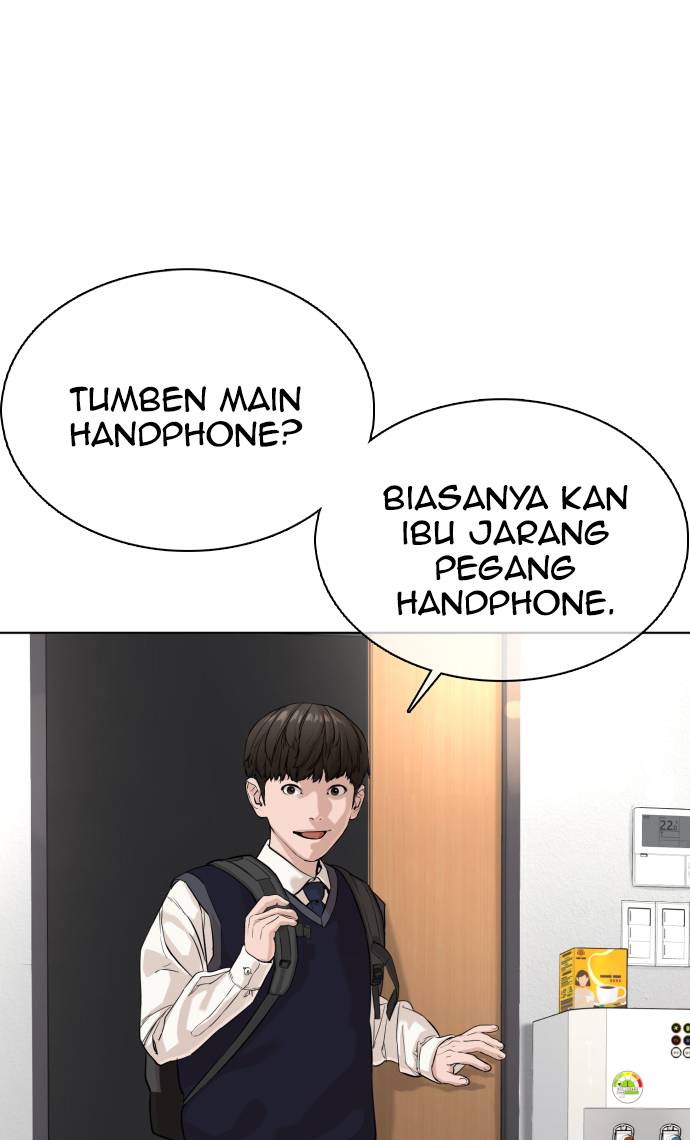 TUMBEN MAIN
HANDPHONE?
BIASANYA KAN
IBU JARANG
PEGANG
HANDPHONE.